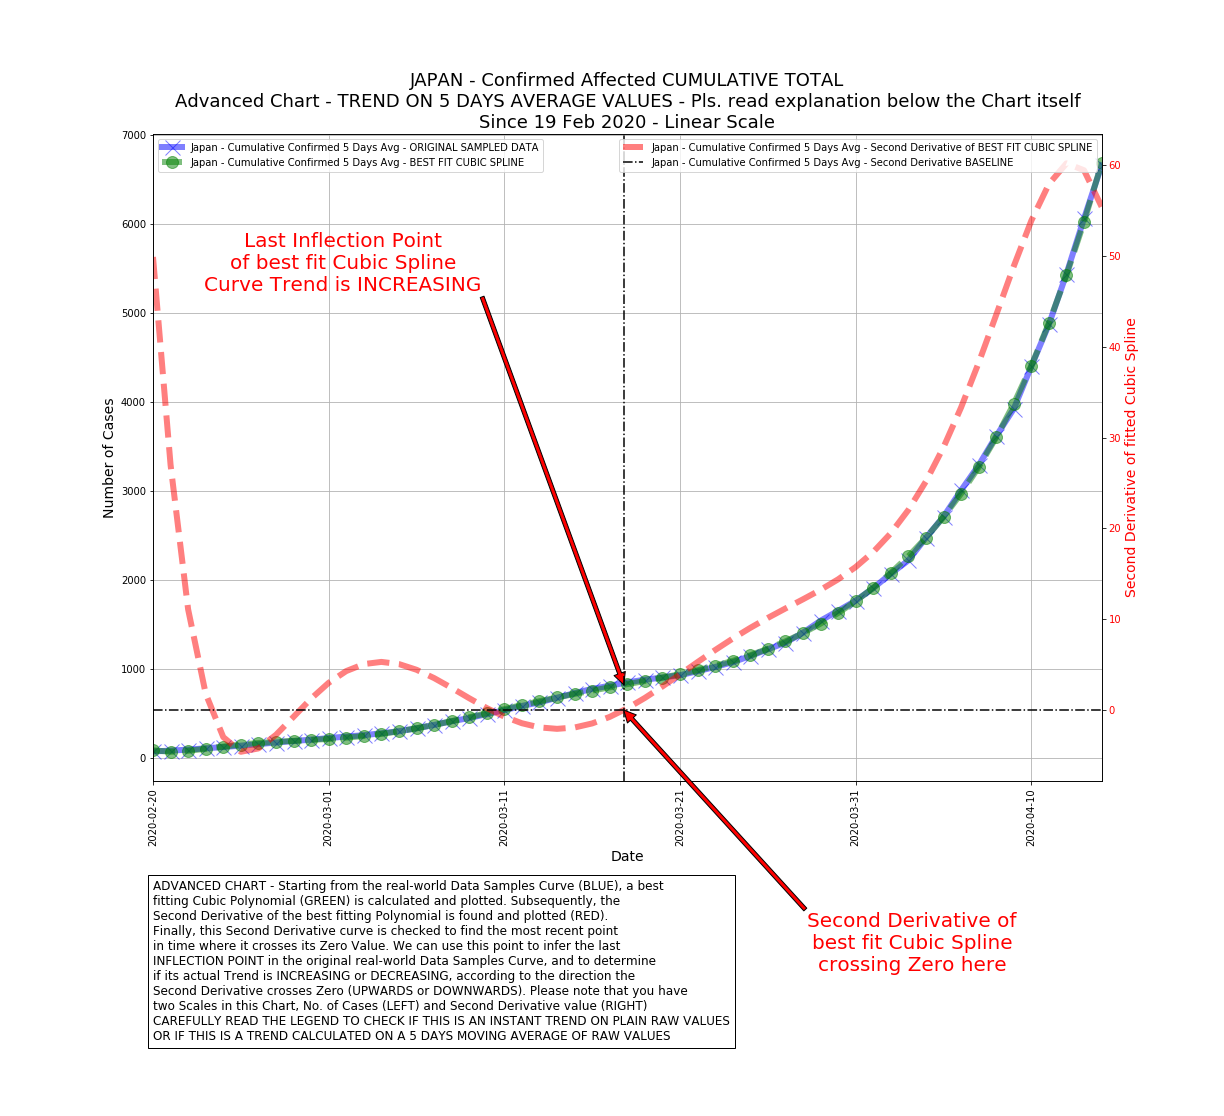 JAPAN - Confirmed Affected CUMULATIVE TOTAL
Advanced Chart - TREND ON 5 DAYS AVERAGE VALUES - Pls. read explanation below the Chart itself
Since 19 Feb 2020 - Linear Scale
Japan - Cumulative Confirmed 5 Days Avg - ORIGINAL SAMPLED DATA
Japan - Cumulative Confirmed 5 Days Avg - BEST FIT CUBIC SPLINE
Japan - Cumulative Confirmed 5 Days Avg - Second Derivative of BEST FIT CUBIC SPLINE
Japan - Cumulative Confirmed 5 Days Avg - Second Derivative BASELINE
Last Inflection Point
of best fit Cubic Spline
Curve Trend is INCREASING
Number of Cases
7000
6000
5000
4000
3000
2000
1000
0
60
50
40
30
20
10
0
Second Derivative of fitted Cubic Spline
2020-02-20
2020-03-01
2020-03-11
2020-03-21
2020-03-31
2020-04-10
Date
Second Derivative of
best fit Cubic Spline
crossing Zero here
ADVANCED CHART - Starting from the real-world Data Samples Curve (BLUE), a best
fitting Cubic Polynomial (GREEN) is calculated and plotted. Subsequently, the
Second Derivative of the best fitting Polynomial is found and plotted (RED).
Finally, this Second Derivative curve is checked to find the most recent point
in time where it crosses its Zero Value. We can use this point to infer the last
INFLECTION POINT in the original real-world Data Samples Curve, and to determine
if its actual Trend is INCREASING or DECREASING, according to the direction the
Second Derivative crosses Zero (UPWARDS or DOWNWARDS). Please note that you have
two Scales in this Chart, No. of Cases (LEFT) and Second Derivative value (RIGHT)
CAREFULLY READ THE LEGEND TO CHECK IF THIS IS AN INSTANT TREND ON PLAIN RAW VALUES
OR IF THIS IS A TREND CALCULATED ON A 5 DAYS MOVING AVERAGE OF RAW VALUES